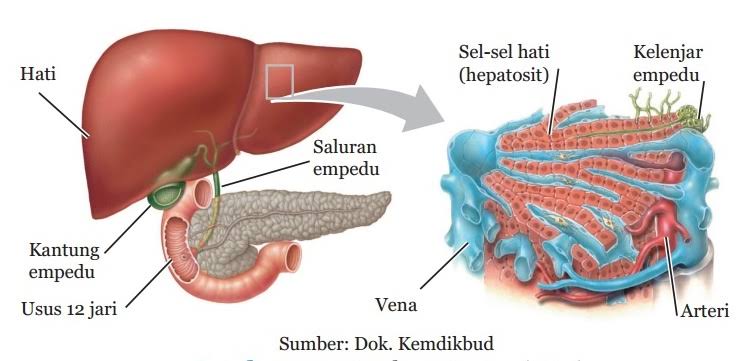 Hati
Saluran
empedu
Kantung
empedu
Usus 12 jari
Sel-sel hati
(hepatosit)
Kelenjar
empedu
Vena
Arteri
Sumber: Dok. Kemdikbud